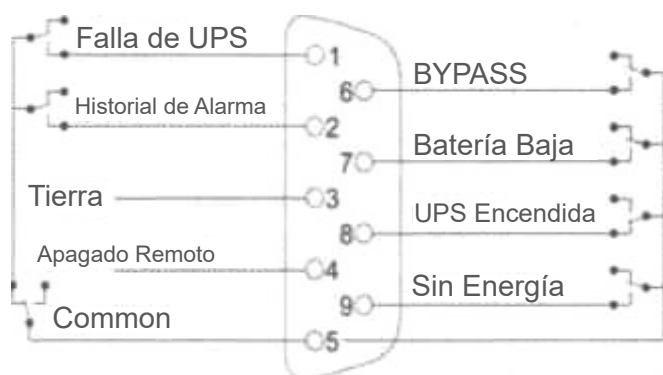 Falla de UPS
1
BYPASS
6
Historial de Alarma
2
Batería Baja
7
Tierra
3
UPS Encendida
8
Apagado Remoto
4
Sin Energía
9
Common
5